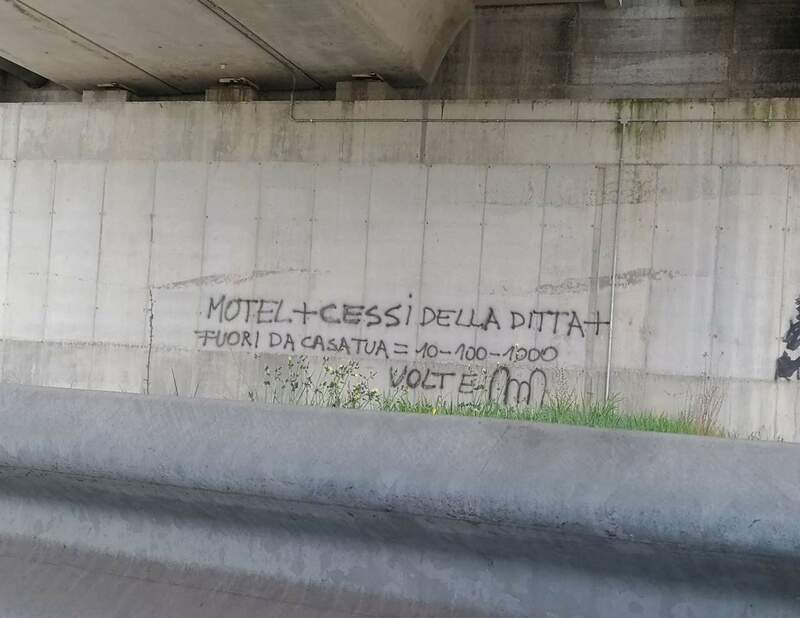 MOTEL+CESSi DELLA DITTA+
FUORI DA CASATUA=10-100-1000
VOLTE-